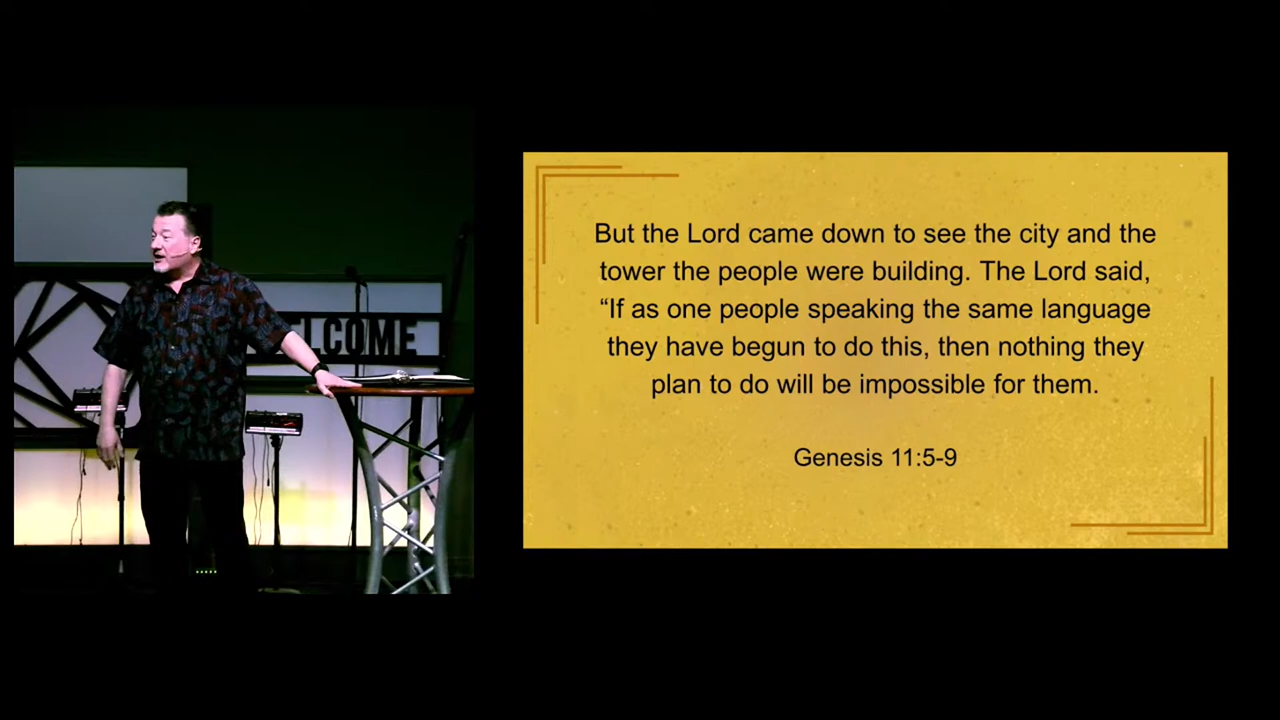 ELCOME
But the Lord came down to see the city and the
tower the people were building. The Lord said,
“If as one people speaking the same language
they have begun to do this, then nothing they
plan to do will be impossible for them.
Genesis 11:5-9